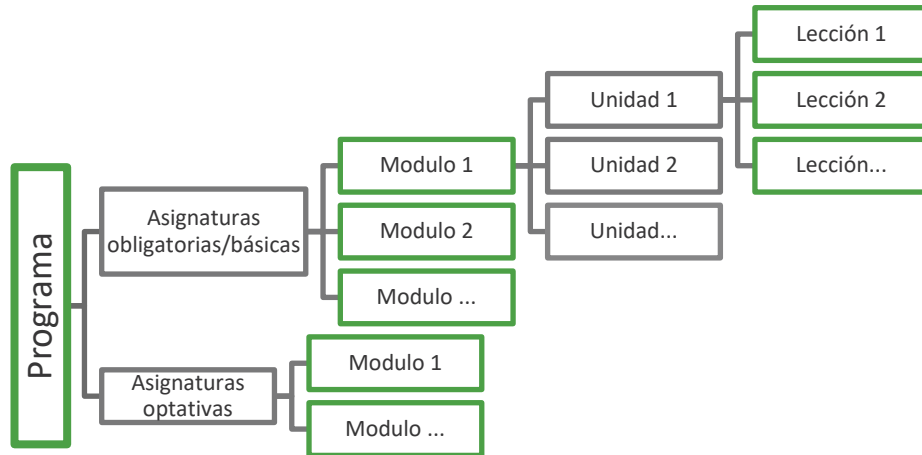 Programa
Asignaturas
obligatorias/básicas
Modulo 1
Unidad 1
Lección 1
Lección 2
Lección...
Unidad 2
Unidad...
Modulo 2
Modulo ...
Asignaturas
optativas
Modulo 1
Modulo ...